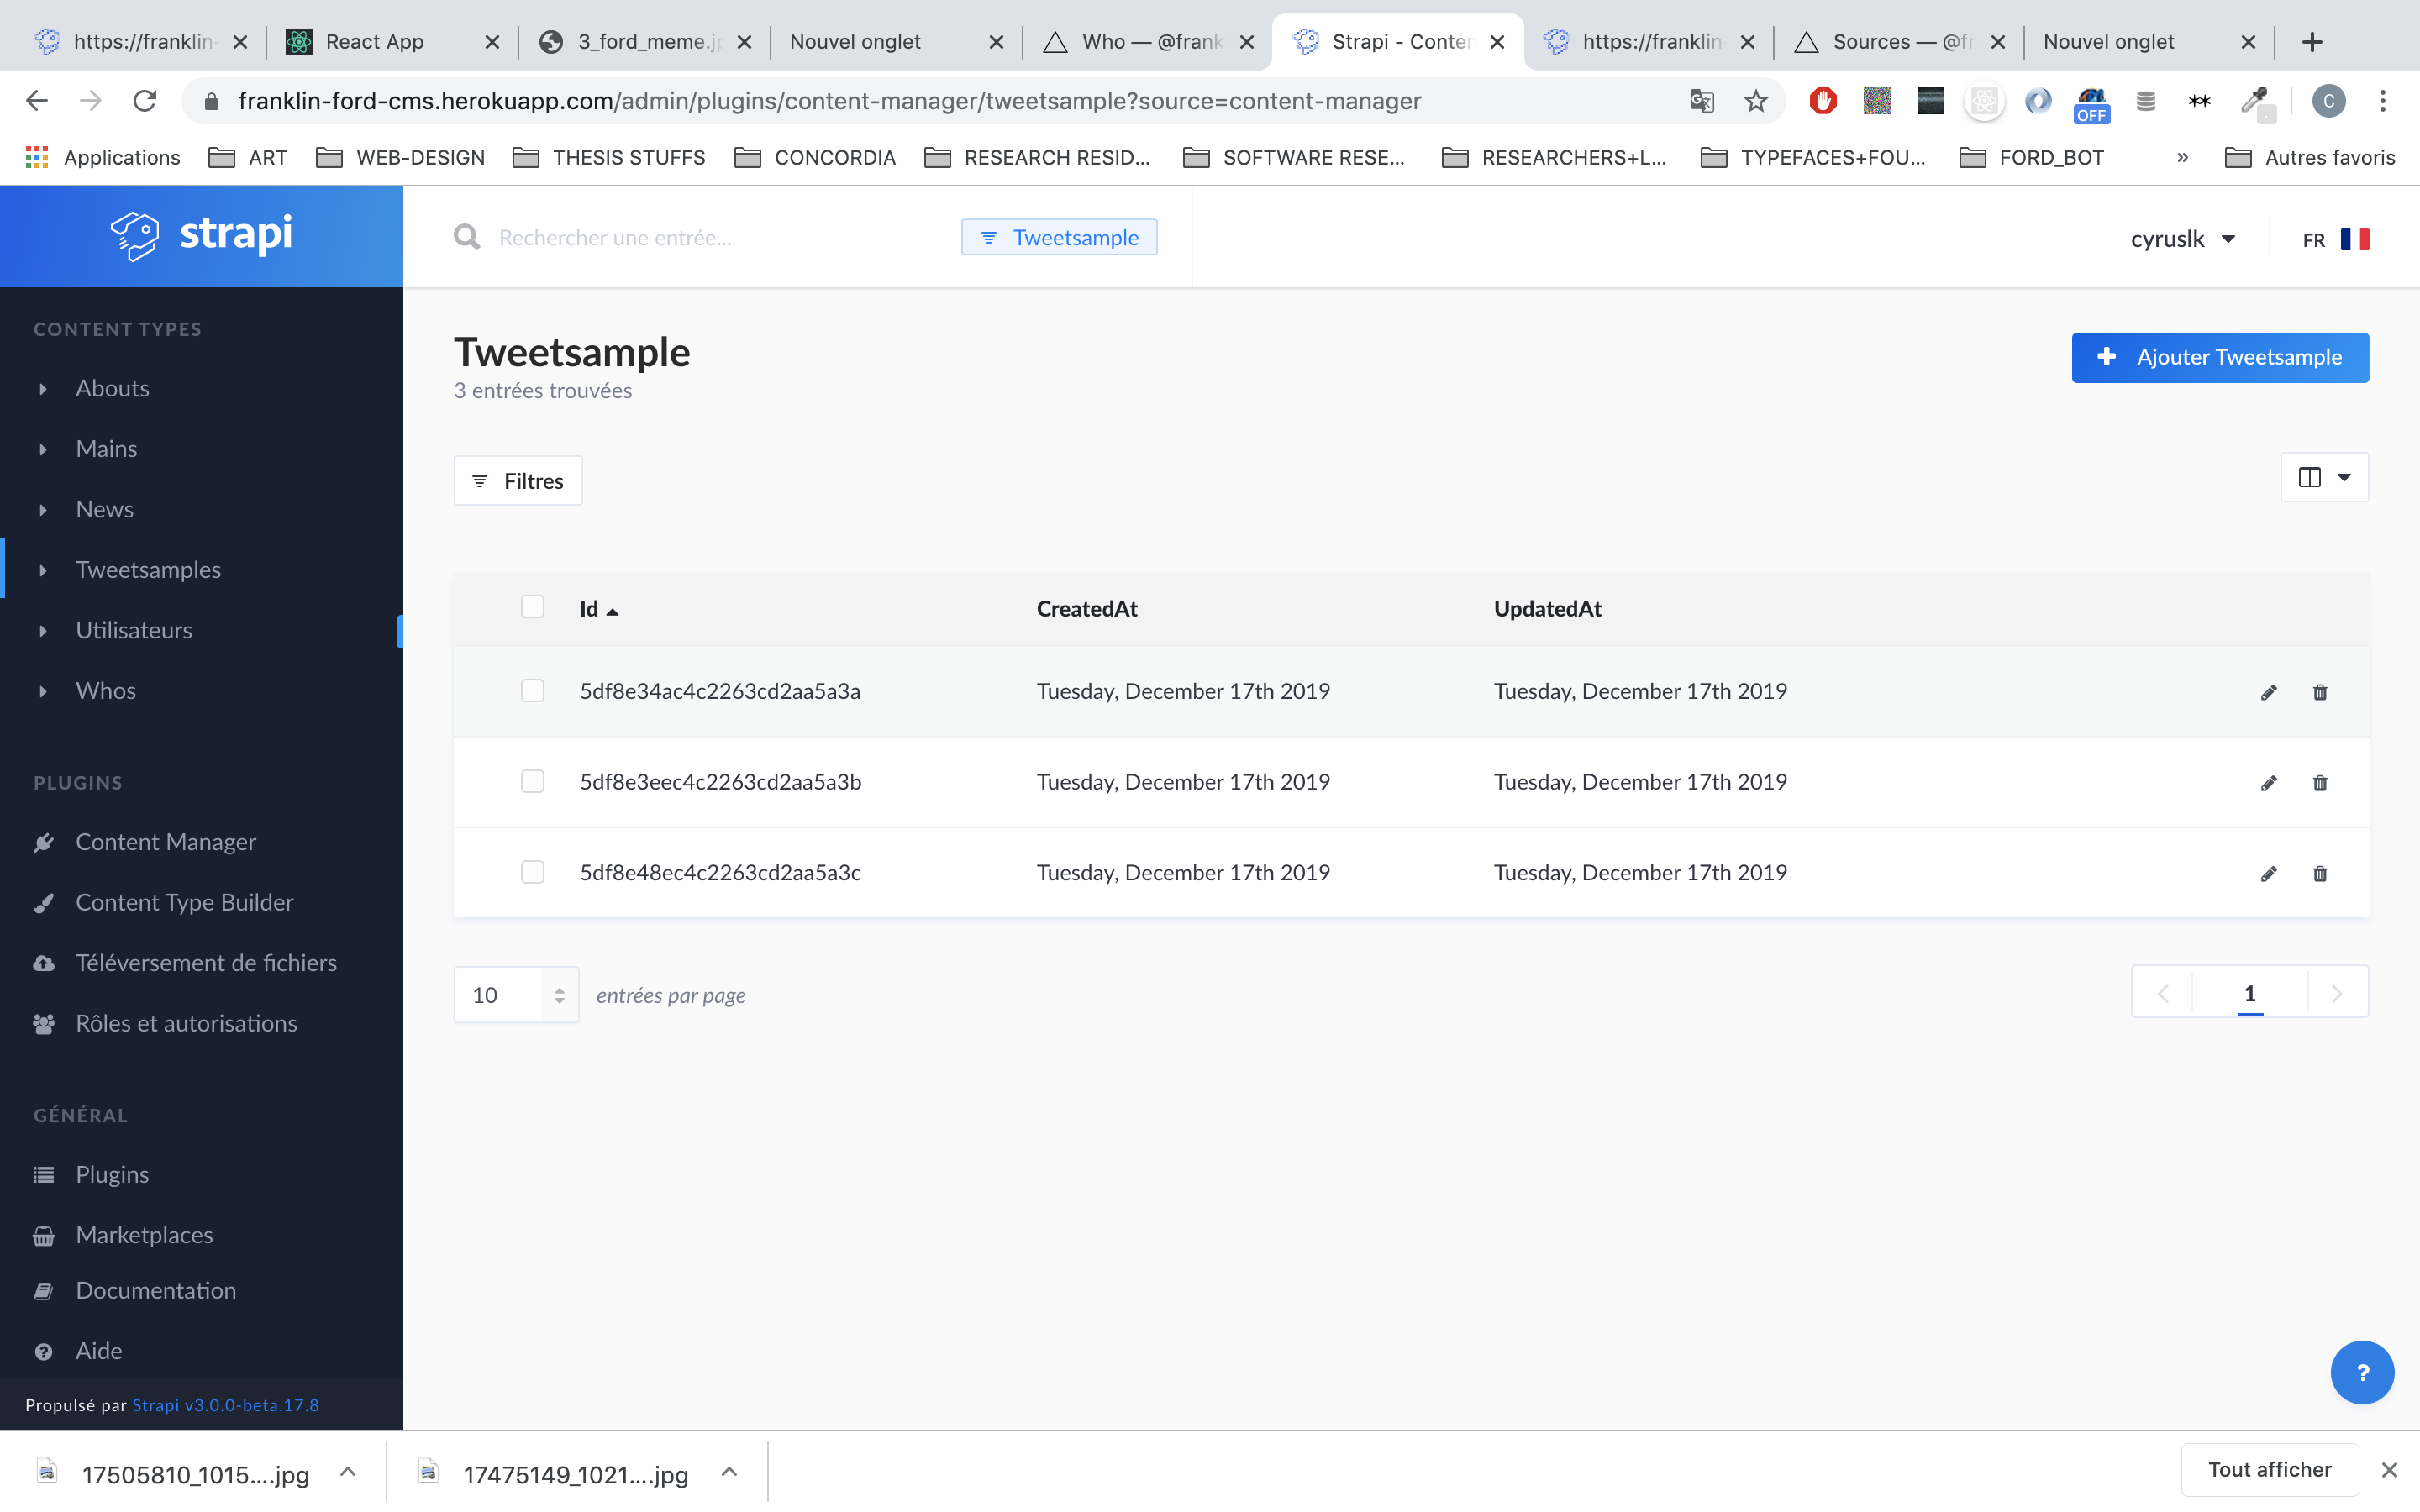 https://franklin- React App 3_ford_meme.jp Nouvel onglet Who — @frank Strapi - Conten https://franklin- Sources — @fr Nouvel onglet
franklin-ford-cms.herokuapp.com/admin/plugins/content-manager/tweetsample?source=content-manager OFF C
Applications ART WEB-DESIGN THESIS STUFFS CONCORDIA RESEARCH RESID... SOFTWARE RESE... RESEARCHERS+L... TYPEFACES+FOU... FORD_BOT » Autres favoris
strapi
Rechercher une entrée... Tweetsample cyruslk FR
CONTENT TYPES
Abouts
Mains
News
Tweetsamples
Utilisateurs
Whos
PLUGINS
Content Manager
Content Type Builder
Téléversement de fichiers
Rôles et autorisations
GÉNÉRAL
Plugins
Marketplaces
Documentation
Aide
Propulsé par Strapi v3.0.0-beta.17.8
Tweetsample
3 entrées trouvées
Ajouter Tweetsample
Filtres
Id CreatedAt UpdatedAt
5df8e34ac4c2263cd2aa5a3a Tuesday, December 17th 2019 Tuesday, December 17th 2019
5df8e3eec4c2263cd2aa5a3b Tuesday, December 17th 2019 Tuesday, December 17th 2019
5df8e48ec4c2263cd2aa5a3c Tuesday, December 17th 2019 Tuesday, December 17th 2019
10 entrées par page
1
?
17505810_1015....jpg 17475149_1021....jpg Tout afficher